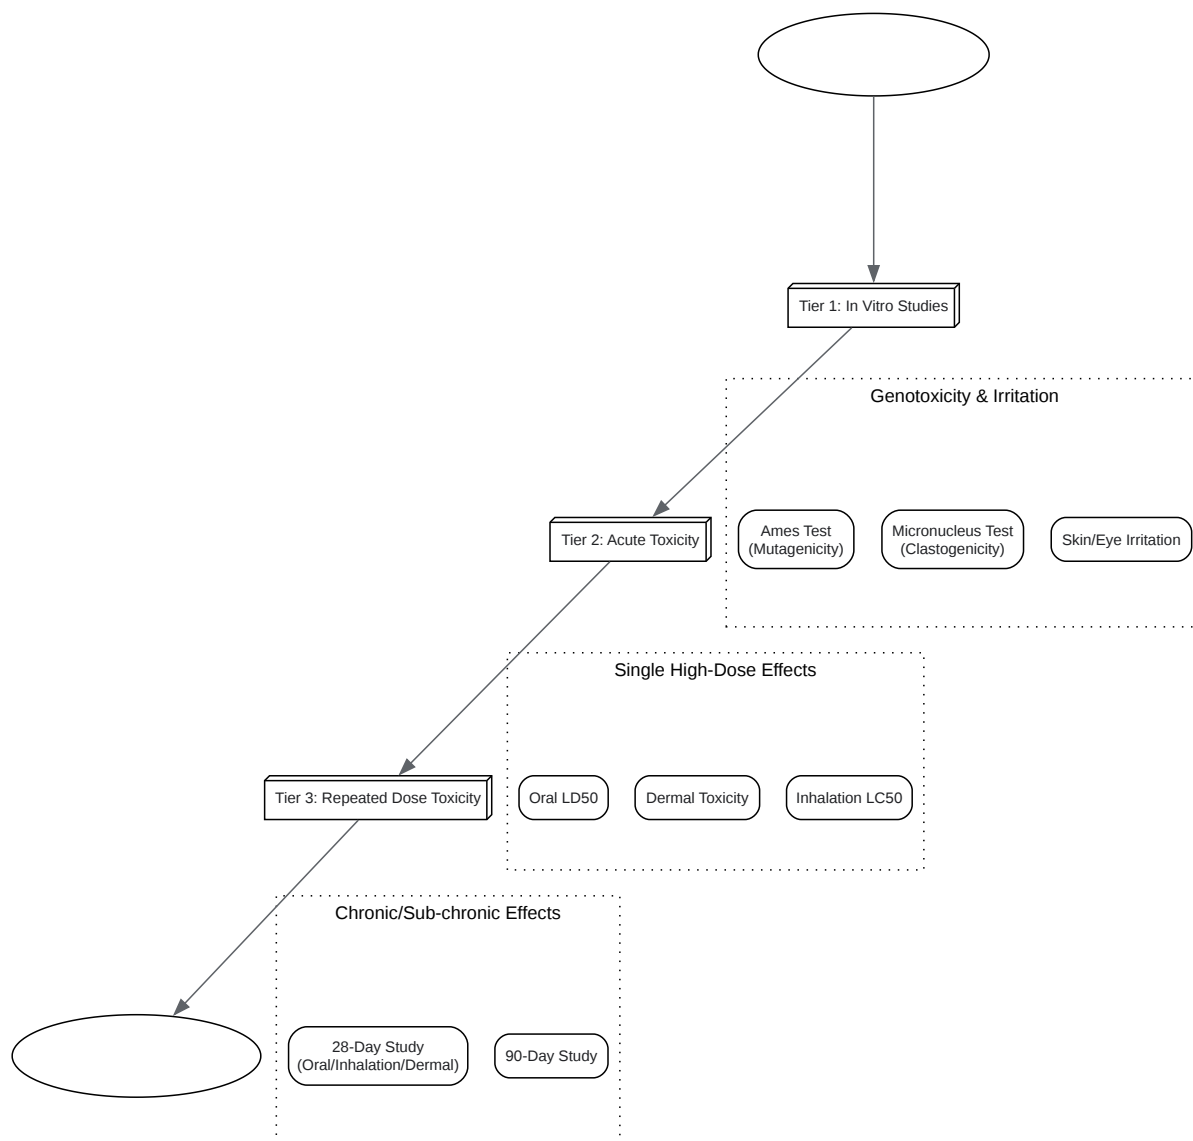 Tier 1: In Vitro Studies
Genotoxicity & Irritation
Ames Test
(Mutagenicity)
Micronucleus Test
(Clastogenicity)
Skin/Eye Irritation
Tier 2: Acute Toxicity
Single High-Dose Effects
Oral LD50
Dermal Toxicity
Inhalation LC50
Tier 3: Repeated Dose Toxicity
Chronic/Sub-chronic Effects
28-Day Study
(Oral/Inhalation/Dermal)
90-Day Study